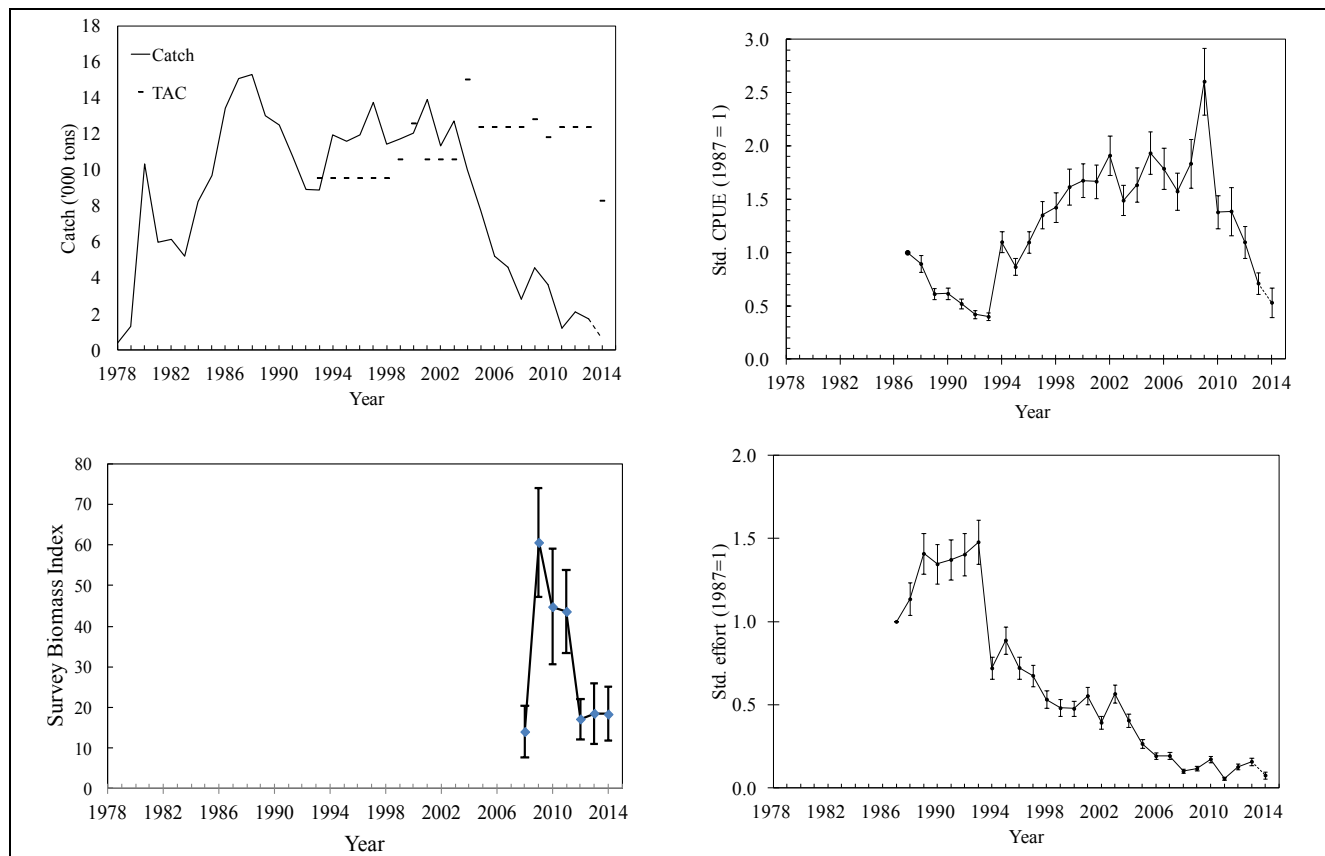 18
16
14
12
10
8
6
4
2
0
Catch ('000 tons)
Catch
TAC
1978 1982 1986 1990 1994 1998 2002 2006 2010 2014
Year
3.0
2.5
2.0
1.5
1.0
0.5
0.0
Std. CPUE (1987 = 1)
1978 1982 1986 1990 1994 1998 2002 2006 2010 2014
Year
80
70
60
50
40
30
20
10
0
Survey Biomass Index
1978 1982 1986 1990 1994 1998 2002 2006 2010 2014
Year
2.0
1.5
1.0
0.5
0.0
Std. effort (1987=1)
1978 1982 1986 1990 1994 1998 2002 2006 2010 2014
Year